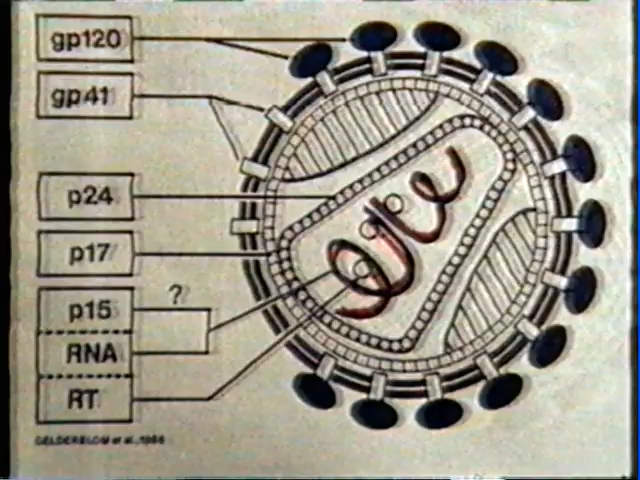 gp120
gp41
p24
p17
p15
?
RNA
RT
GELDERBLOM et al., 1986